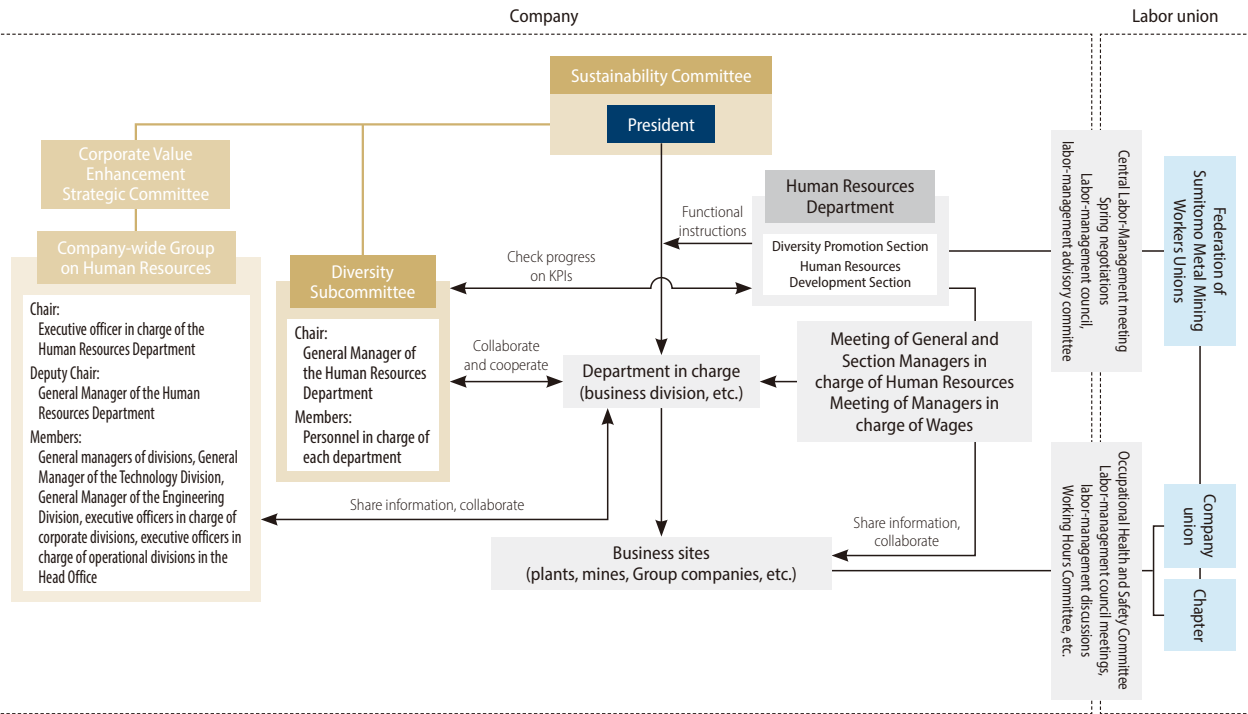 Company
Labor union
Sustainability Committee
President
Corporate Value
Enhancement
Strategic Committee
Company-wide Group
on Human Resources
Chair:
Executive officer in charge of the
Human Resources Department
Deputy Chair:
General Manager of the Human
Resources Department
Members:
General managers of divisions, General
Manager of the Technology Division,
General Manager of the Engineering
Division, executive officers in charge of
corporate divisions, executive officers in
charge of operational divisions in the
Head Office
Diversity
Subcommittee
Chair:
General Manager of
the Human Resources
Department
Members:
Personnel in charge of
each department
Functional
instructions
Check progress
on KPIs
Collaborate
and cooperate
Share information, collaborate
Human Resources
Department
Diversity Promotion Section
Human Resources
Development Section
Department in charge
(business division, etc.)
Meeting of General and
Section Managers in
charge of Human Resources
Meeting of Managers in
charge of Wages
Share information,
collaborate
Business sites
(plants, mines, Group companies, etc.)
Central Labor-Management meeting
Spring negotiations
Labor-management council,
labor-management advisory committee
Occupational Health and Safety Committee
Labor-management council meetings,
labor-management discussions
Working Hours Committee, etc.
Federation of
Sumitomo Metal Mining
Workers Unions
Company
union
Chapter